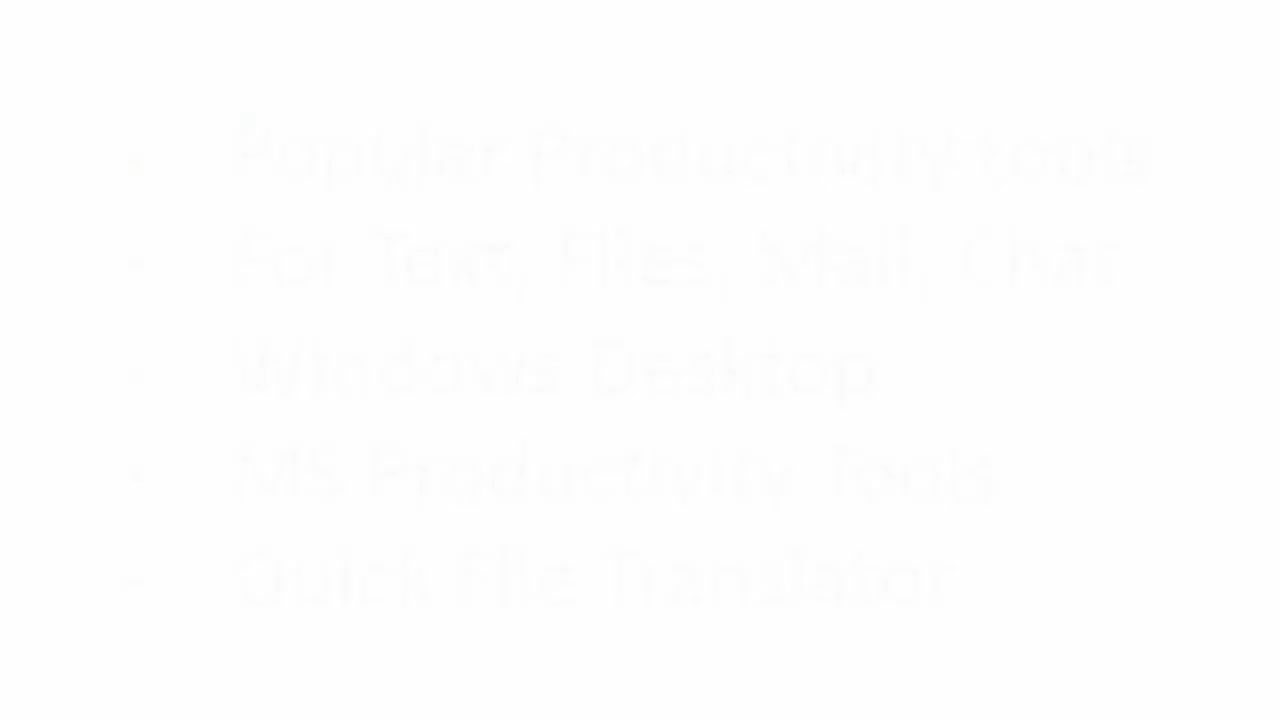 - Popular Productivity tools
- For Text, Files, Mail, Chat
- Windows Desktop
- MS Productivity Tools
- Quick File Translator